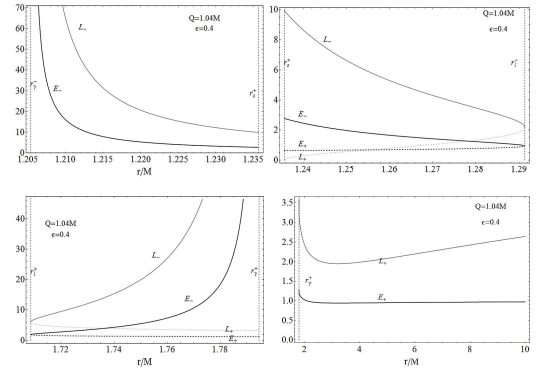 70
60
50
40
30
20
10
0
1.205
1.210
1.215
1.220
1.225
1.230
1.235
r/M
Q=1.04M
ϵ=0.4
L₋
E₋
r_γ^-
r_s^+
10
8
6
4
2
0
1.24
1.25
1.26
1.27
1.28
1.29
r/M
Q=1.04M
ϵ=0.4
r_s^+
r_l^-
L₋
E₋
E₊
L₊
40
30
20
10
0
1.72
1.74
1.76
1.78
r/M
Q=1.04M
ϵ=0.4
r_l^+
r_γ^+
L₋
E₋
L₊
E₊
3.5
3.0
2.5
2.0
1.5
1.0
0.5
0.0
2
4
6
8
10
r/M
Q=1.04M
ϵ=0.4
r_γ^+
L₊
E₊